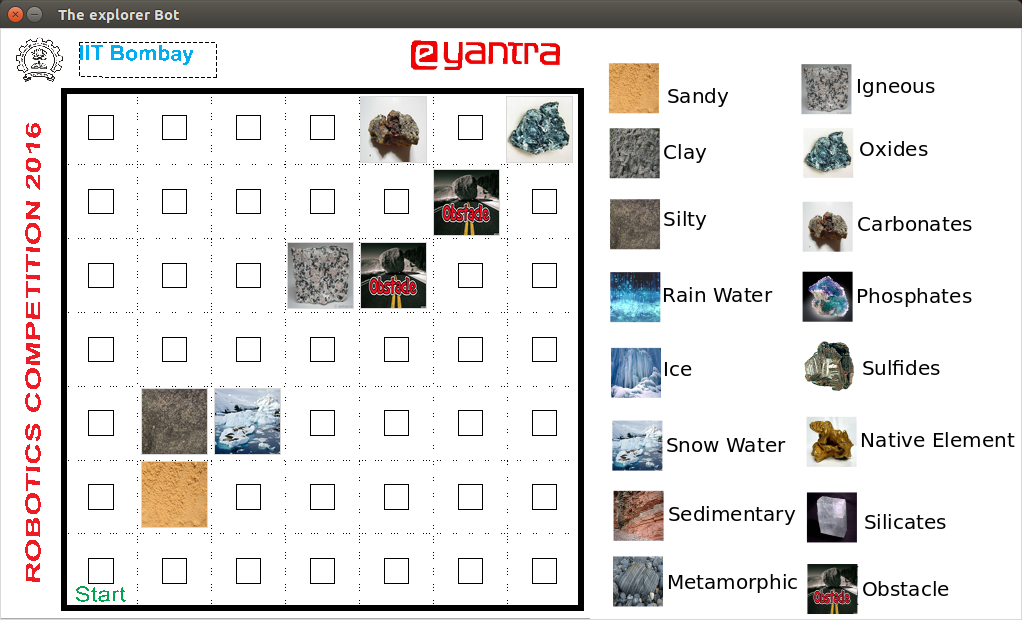 The explorer Bot
IIT Bombay
e yantra
ROBOTICS COMPETITION 2016
Obstacle
Obstacle
Start
Sandy
Igneous
Clay
Oxides
Silty
Carbonates
Rain Water
Phosphates
Ice
Sulfides
Snow Water
Native Element
Sedimentary
Silicates
Metamorphic
Obstacle
Obstacle